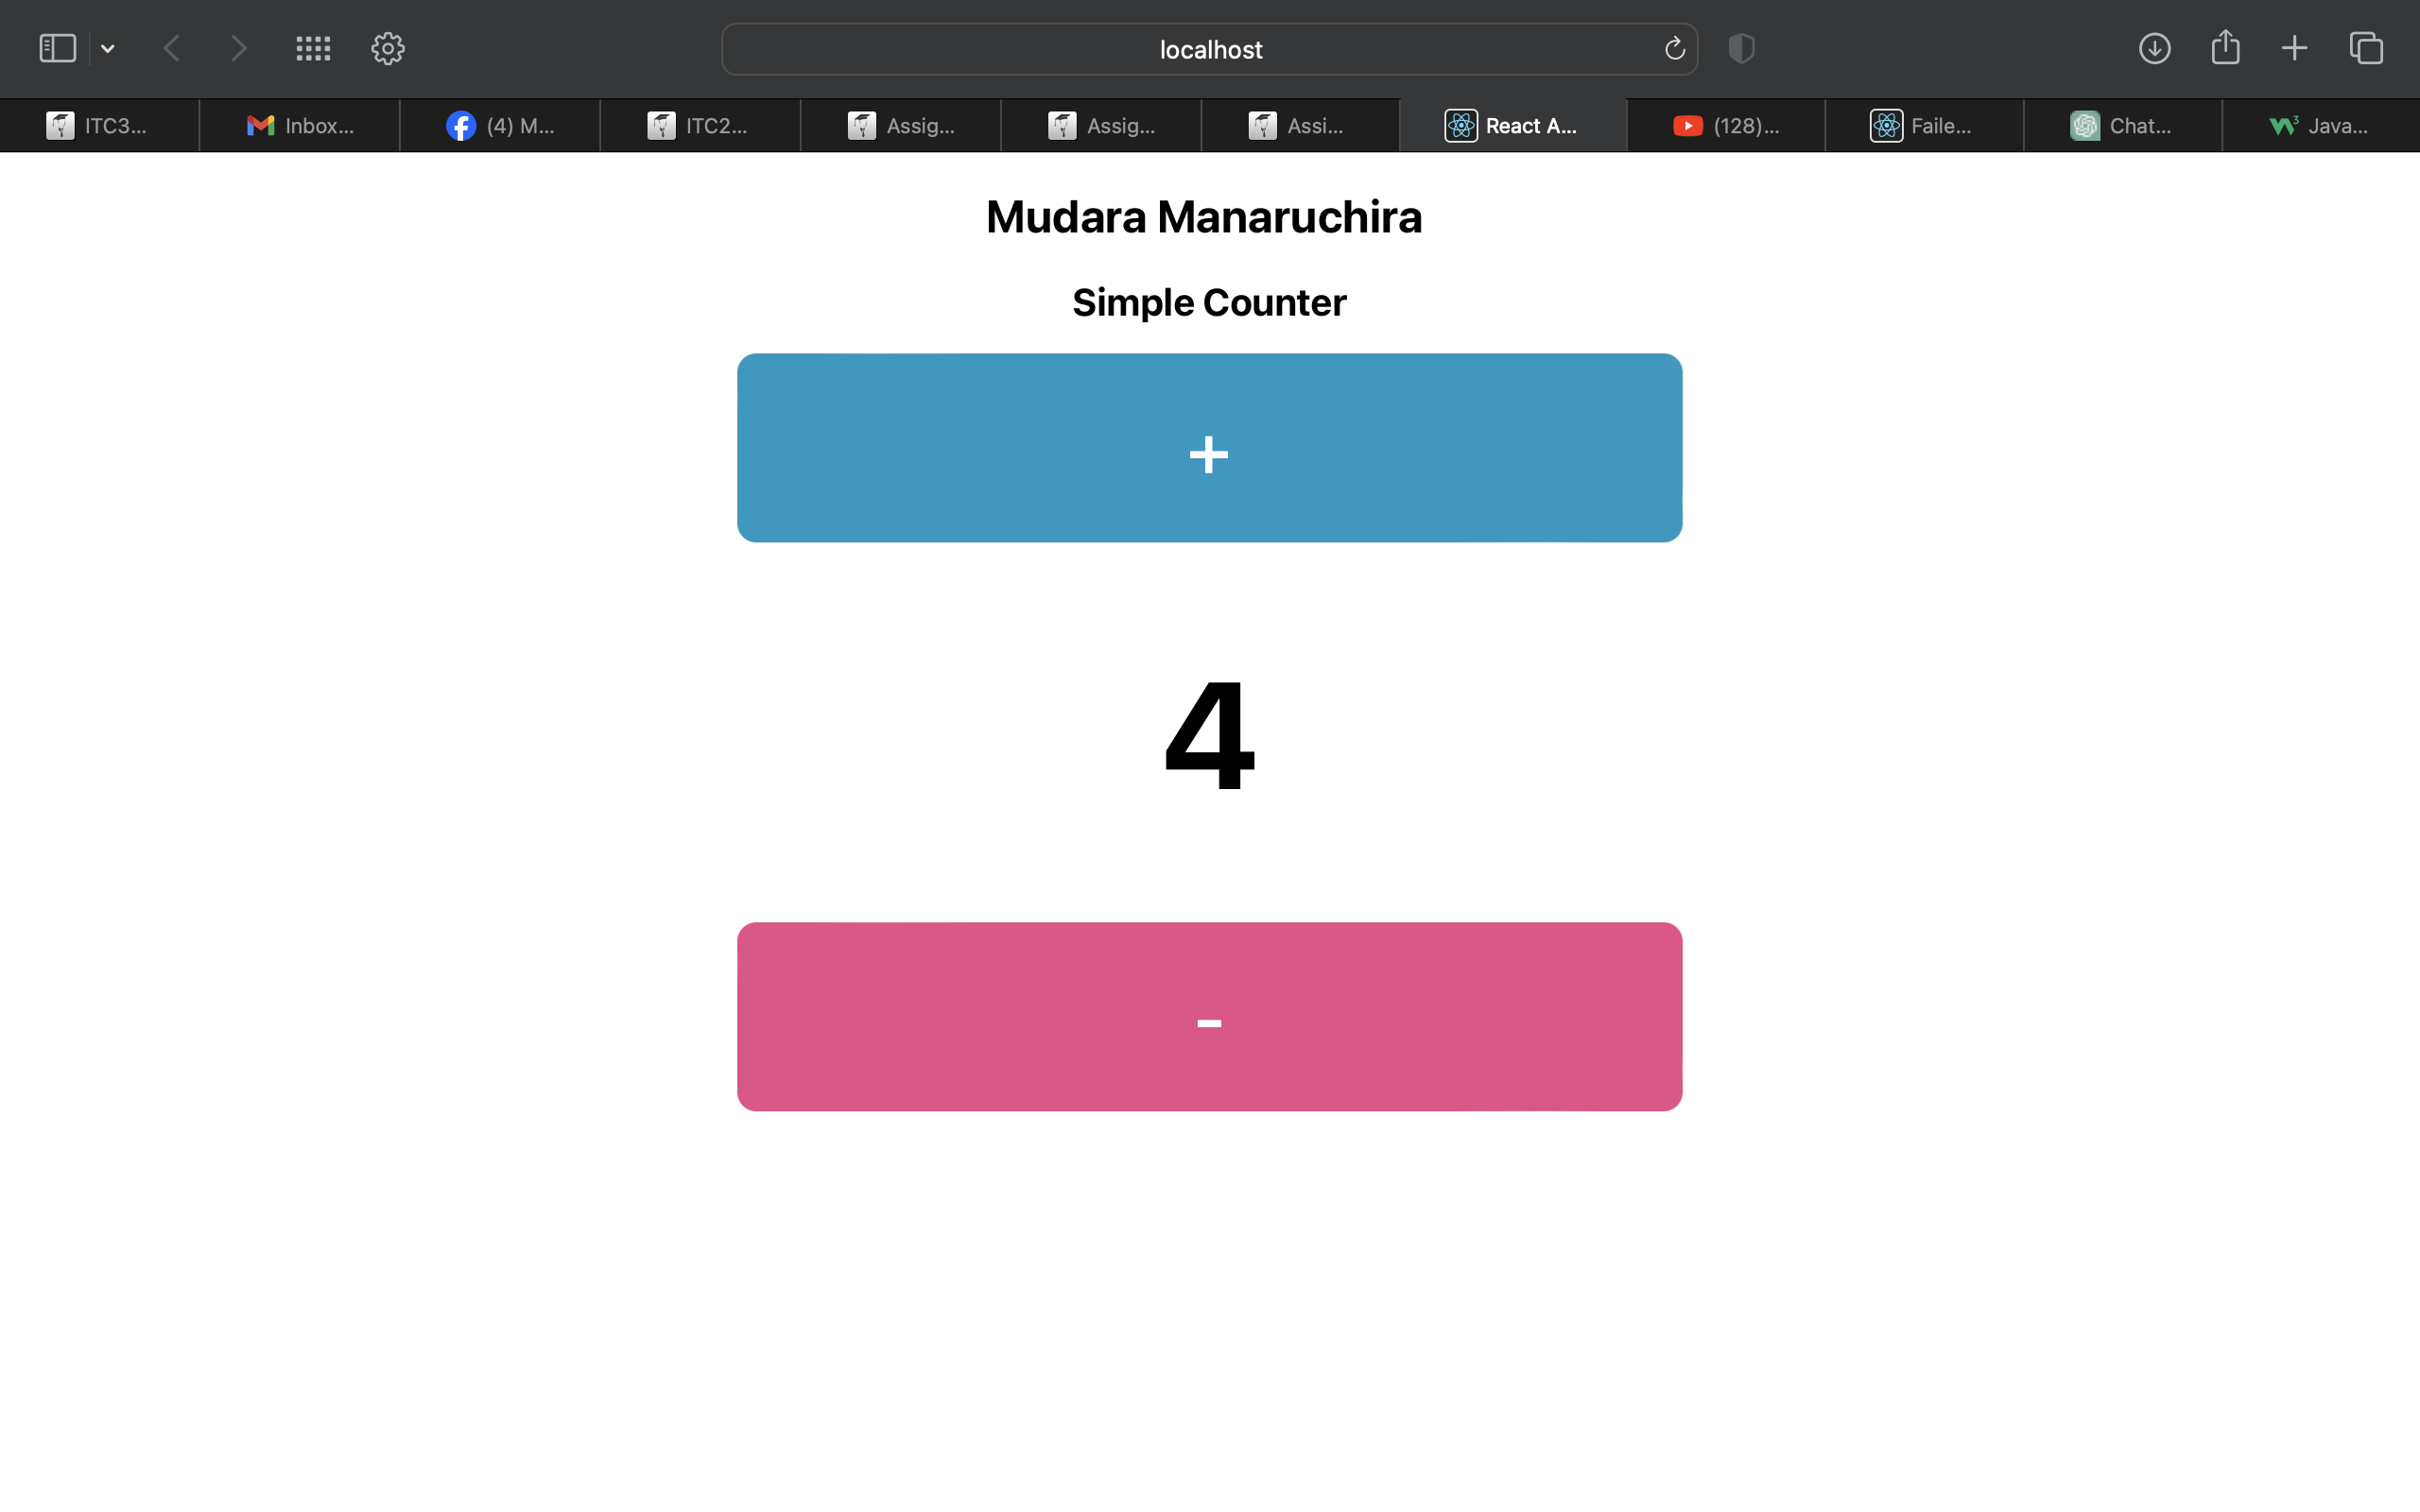 localhost
ITC3...
Inbox...
(4) M...
ITC2...
Assig...
Assig...
Assi...
React A...
(128)...
Faile...
Chat...
Java...
Mudara Manaruchira
Simple Counter
+
4
-